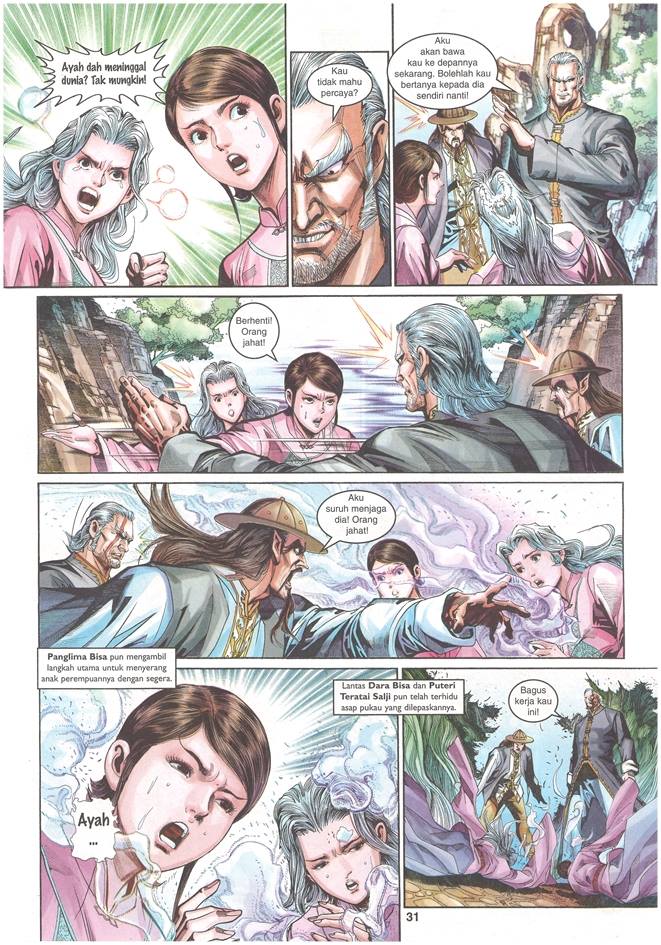 Ayah dah meninggal
dunia? Tak mungkin!
Kau
tidak mahu
percaya?
Aku
akan bawa
kau ke depannya
sekarang. Bolehlah kau
bertanya kepada dia
sendiri nanti!
Berhenti!
Orang
jahat!
Aku
suruh menjaga
dia! Orang
jahat!
Panglima Bisa pun mengambil
langkah utama untuk menyerang
anak perempuannya dengan segera.
Ayah
...
Lantas Dara Bisa dan Puteri
Teratai Salji pun telah terhidu
asap pukau yang dilepaskannya.
Bagus
kerja kau
ini!
31